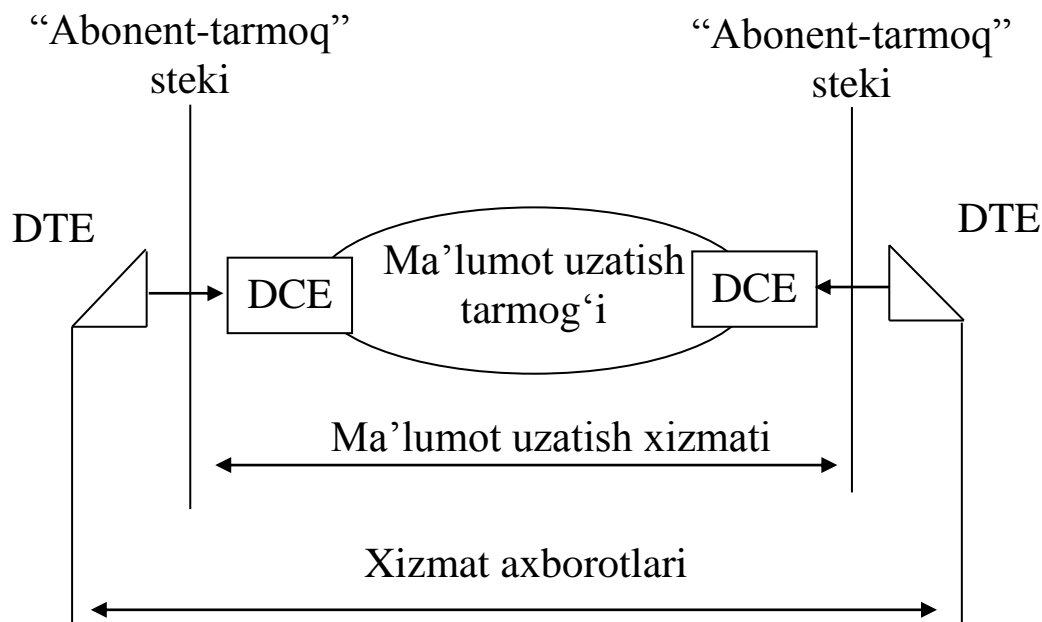 “Abonent-tarmoq”
steki
“Abonent-tarmoq”
steki
DTE
DTE
DCE
Ma’lumot uzatish
tarmog‘i
DCE
Ma’lumot uzatish xizmati
Xizmat axborotlari